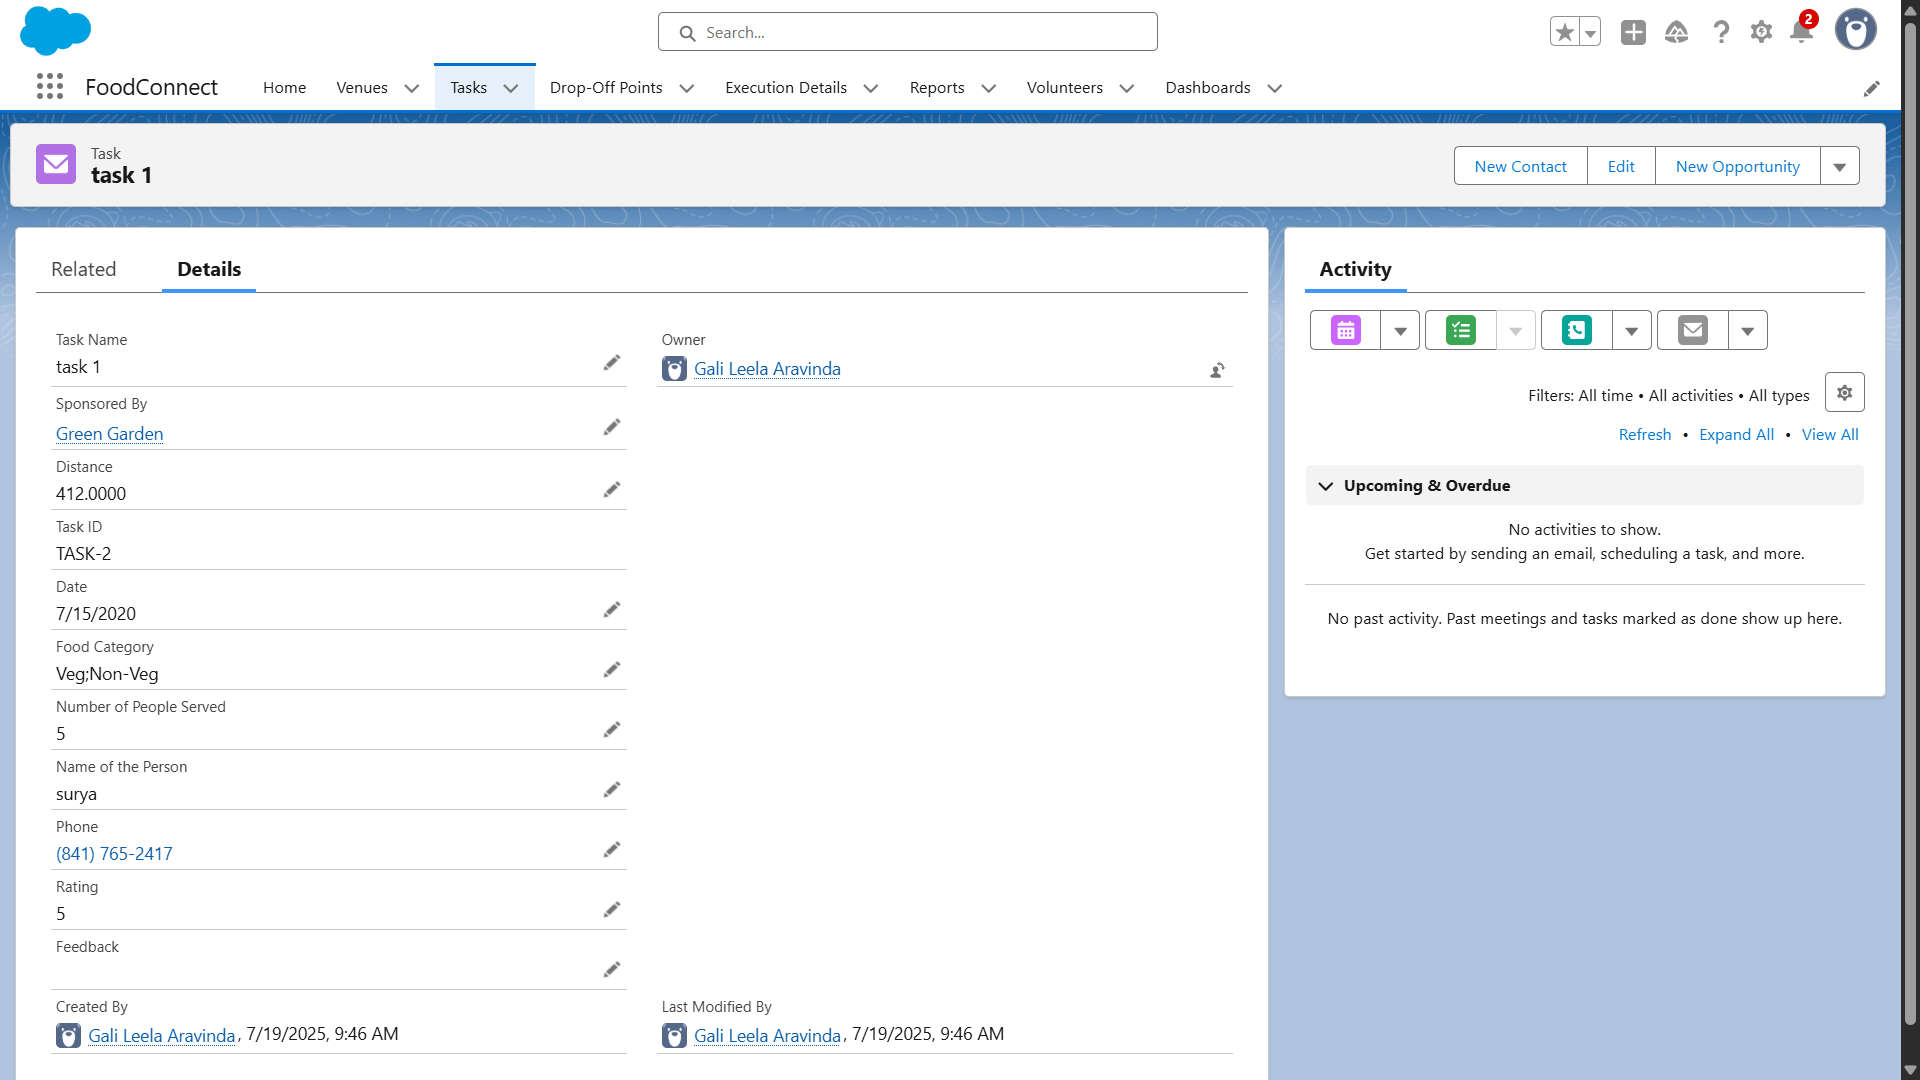 Search...
2
FoodConnect
Home
Venues
Tasks
Drop-Off Points
Execution Details
Reports
Volunteers
Dashboards
Task
task 1
New Contact
Edit
New Opportunity
Related
Details
Task Name
task 1
Owner
Gali Leela Aravinda
Sponsored By
Green Garden
Distance
412.0000
Task ID
TASK-2
Date
7/15/2020
Food Category
Veg;Non-Veg
Number of People Served
5
Name of the Person
surya
Phone
(841) 765-2417
Rating
5
Feedback
Created By
Gali Leela Aravinda, 7/19/2025, 9:46 AM
Last Modified By
Gali Leela Aravinda, 7/19/2025, 9:46 AM
Activity
Filters: All time • All activities • All types
Refresh • Expand All • View All
Upcoming & Overdue
No activities to show.
Get started by sending an email, scheduling a task, and more.
No past activity. Past meetings and tasks marked as done show up here.